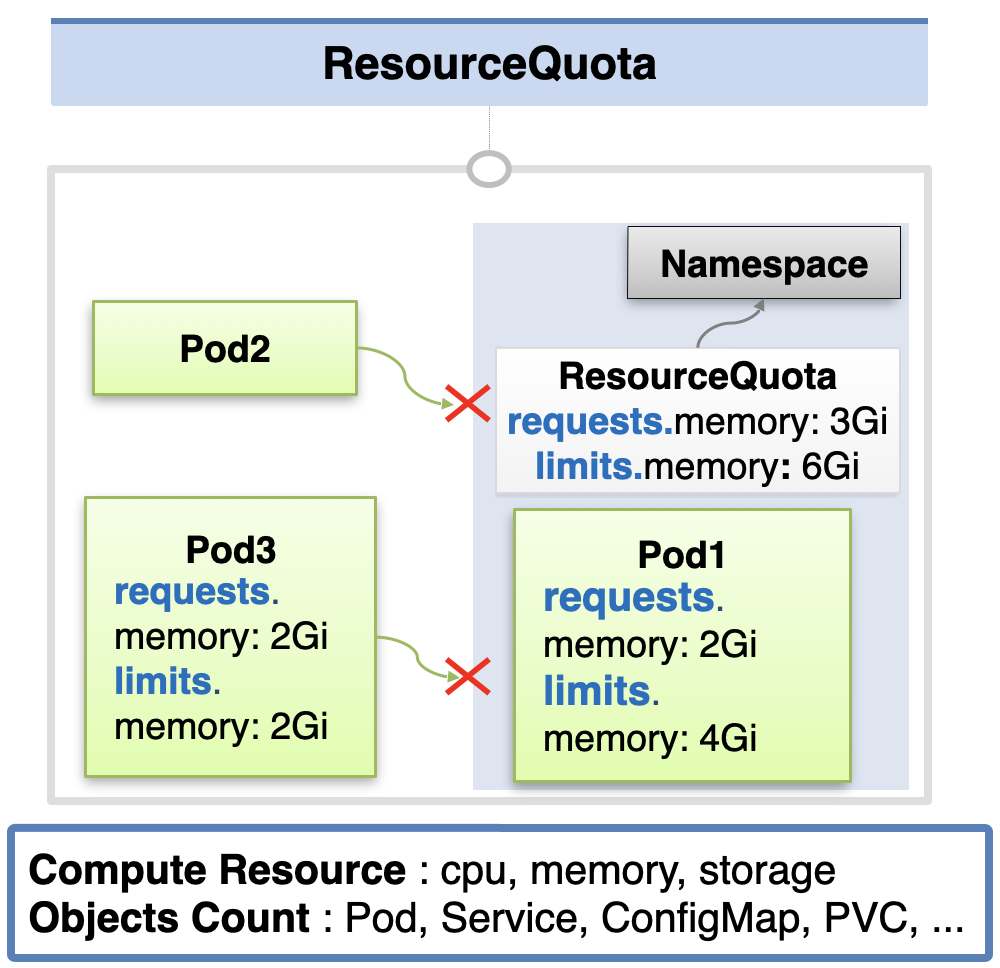 ResourceQuota
Namespace
Pod2
ResourceQuota
requests.memory: 3Gi
limits.memory: 6Gi
Pod3
requests.
memory: 2Gi
limits.
memory: 2Gi
Pod1
requests.
memory: 2Gi
limits.
memory: 4Gi
Compute Resource : cpu, memory, storage
Objects Count : Pod, Service, ConfigMap, PVC, ...